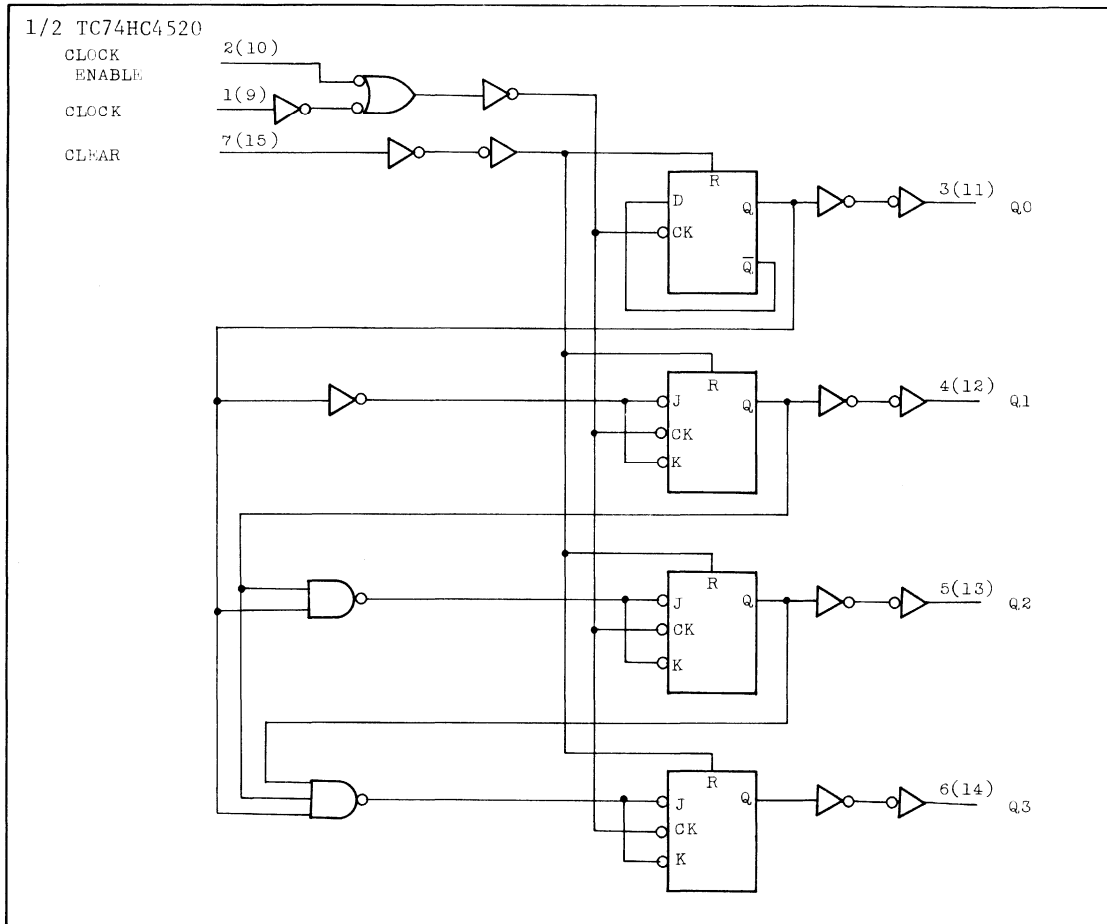 1/2 TC74HC4520
CLOCK ENABLE 2(10)
CLOCK 1(9)
CLEAR 7(15)
R
D
Q
CK
Q̅
3(11) Q0
R
J
Q
CK
K
4(12) Q1
R
J
Q
CK
K
5(13) Q2
R
J
Q
CK
K
6(14) Q3